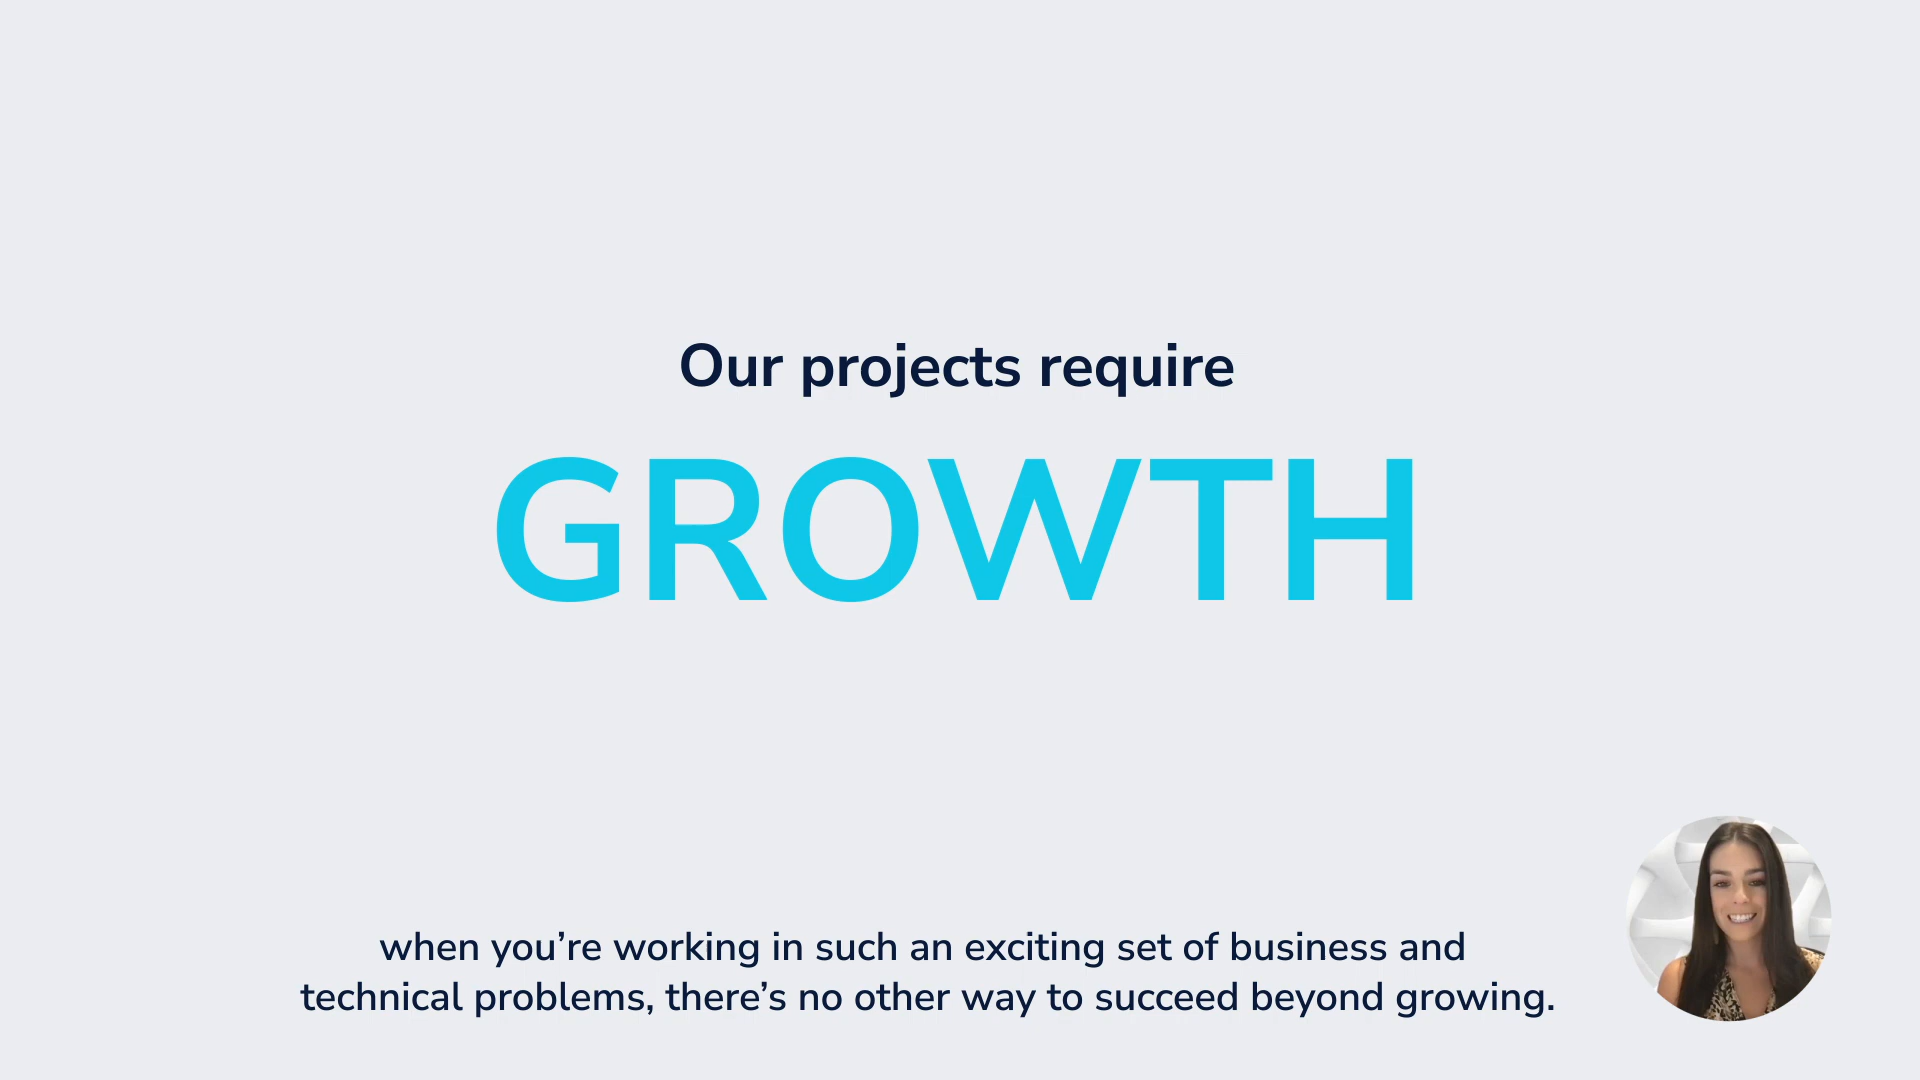 Our projects require
GROWTH
when you’re working in such an exciting set of business and
technical problems, there’s no other way to succeed beyond growing.